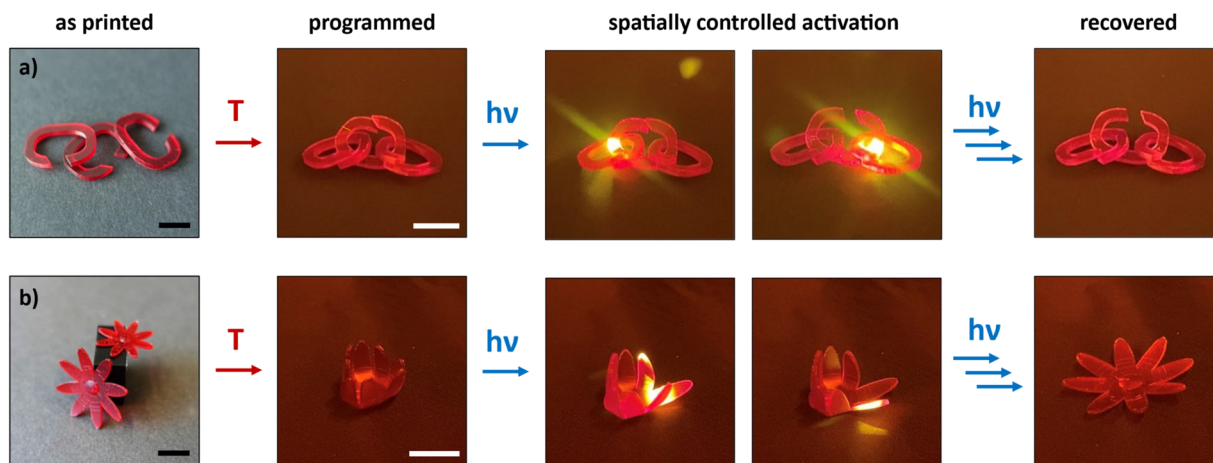 as printed programmed spatially controlled activation recovered
a) T hν hν
b) T hν hν